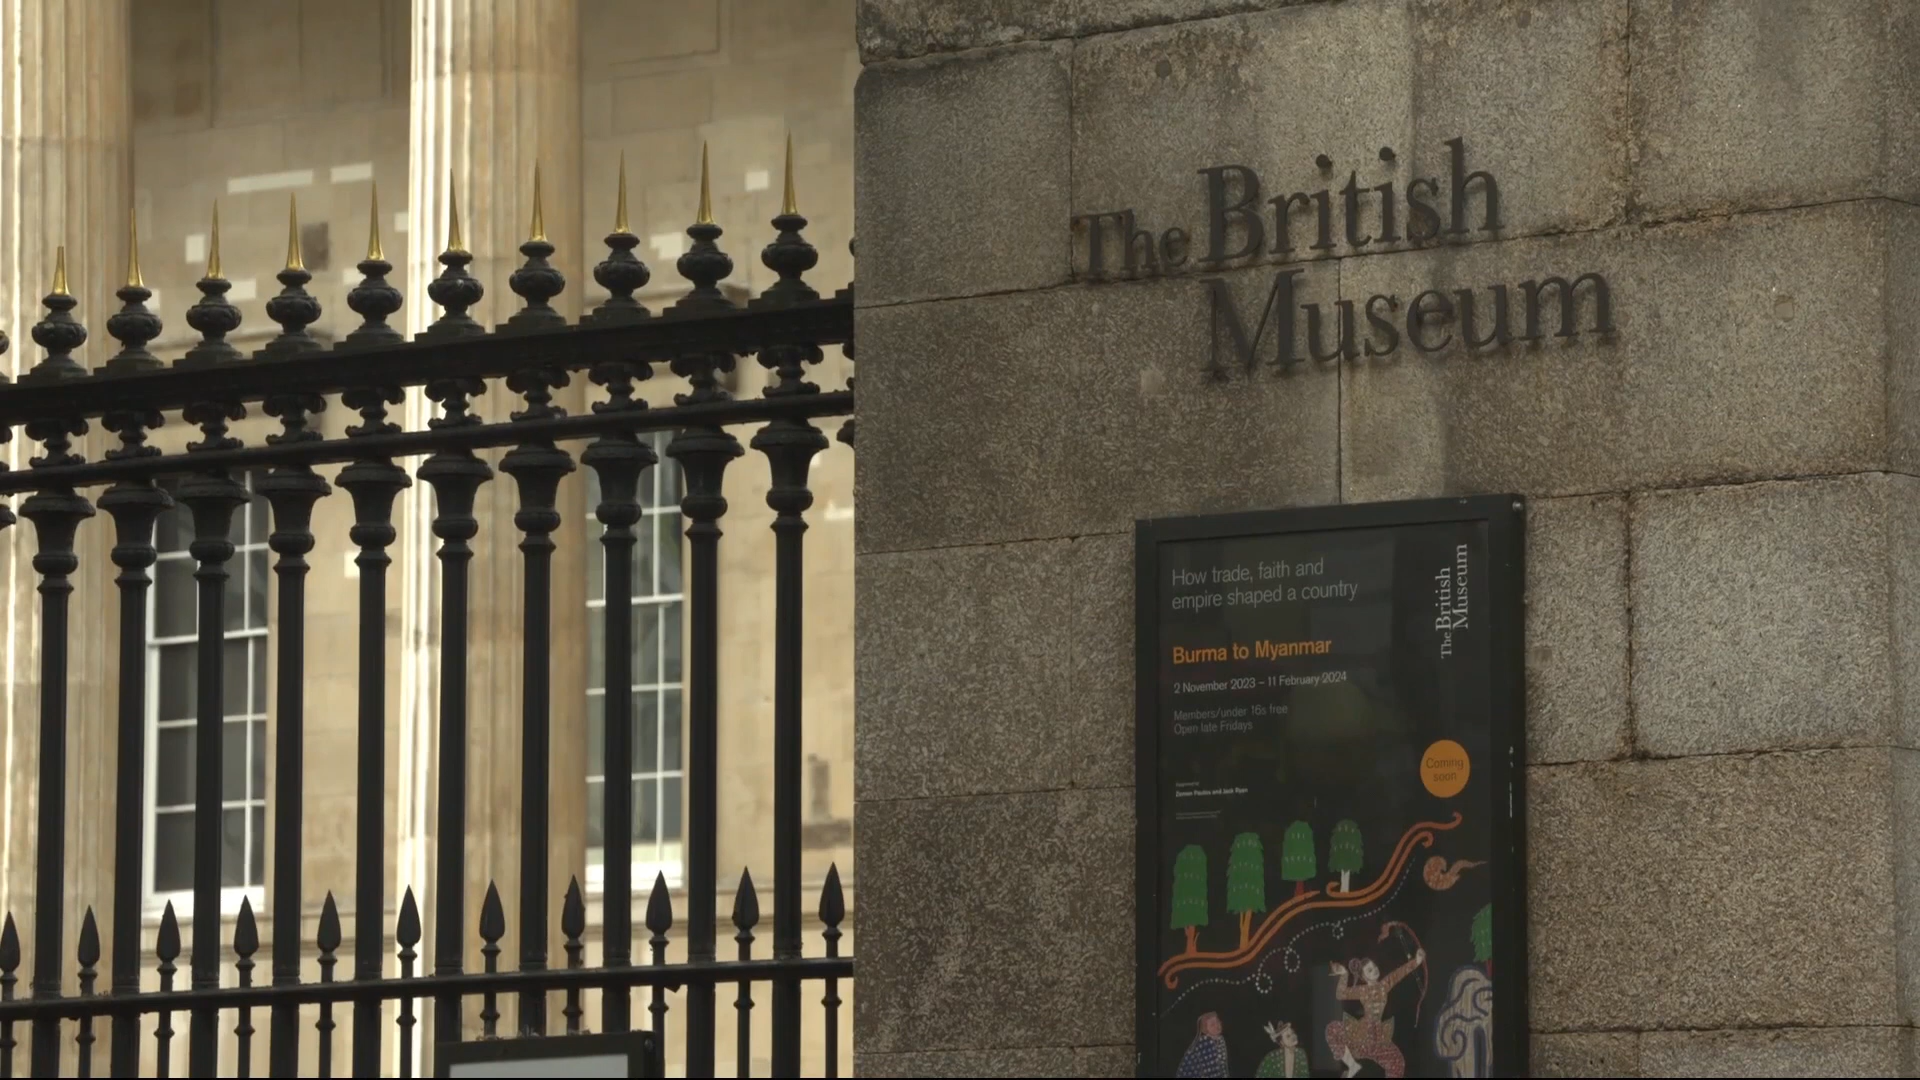 The British
Museum
How trade, faith and
empire shaped a country
The British
Museum
Burma to Myanmar
2 November 2023 – 11 February 2024
Members/under 16s free
Open late Fridays
Coming
soon